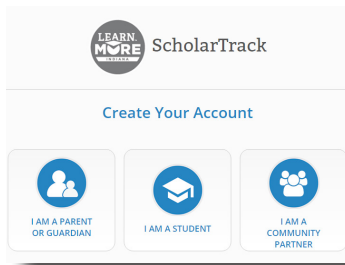 LEARN.
MORE
INDIANA
ScholarTrack
Create Your Account
I AM A PARENT
OR GUARDIAN
I AM A STUDENT
I AM A
COMMUNITY
PARTNER